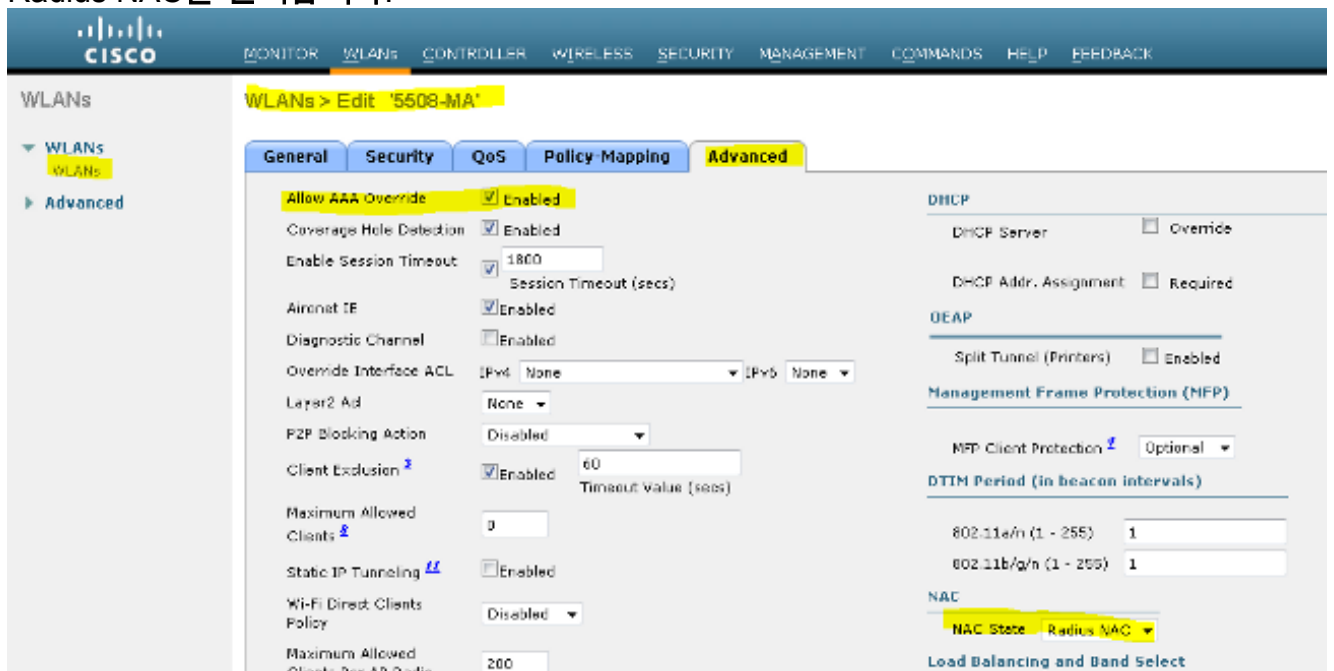 CISCO
MONITOR WLANs CONTROLLER WIRELESS SECURITY MANAGEMENT COMMANDS HELP FEEDBACK
WLANs
WLANs
WLANs
Advanced
WLANs > Edit '5508-MA'
General Security QoS Policy-Mapping Advanced
Allow AAA Override Enabled
Coverage Hole Detection Enabled
Enable Session Timeout 1800
Session Timeout (secs)
Aironet IE Enabled
Diagnostic Channel Enabled
Override Interface ACL IPv4 None IPv6 None
Layer2 Acl None
P2P Blocking Action Disabled
Client Exclusion 3 Enabled 60
Timeout Value (secs)
Maximum Allowed
Clients 8 0
Static IP Tunneling 11 Enabled
Wi-Fi Direct Clients
Policy Disabled
Maximum Allowed
200
DHCP
DHCP Server Override
DHCP Addr. Assignment Required
OEAP
Split Tunnel (Printers) Enabled
Management Frame Protection (MFP)
MFP Client Protection 4 Optional
DTIM Period (in beacon intervals)
802.11a/n (1 - 255) 1
802.11b/g/n (1 - 255) 1
NAC
NAC State Radius NAC
Load Balancing and Band Select